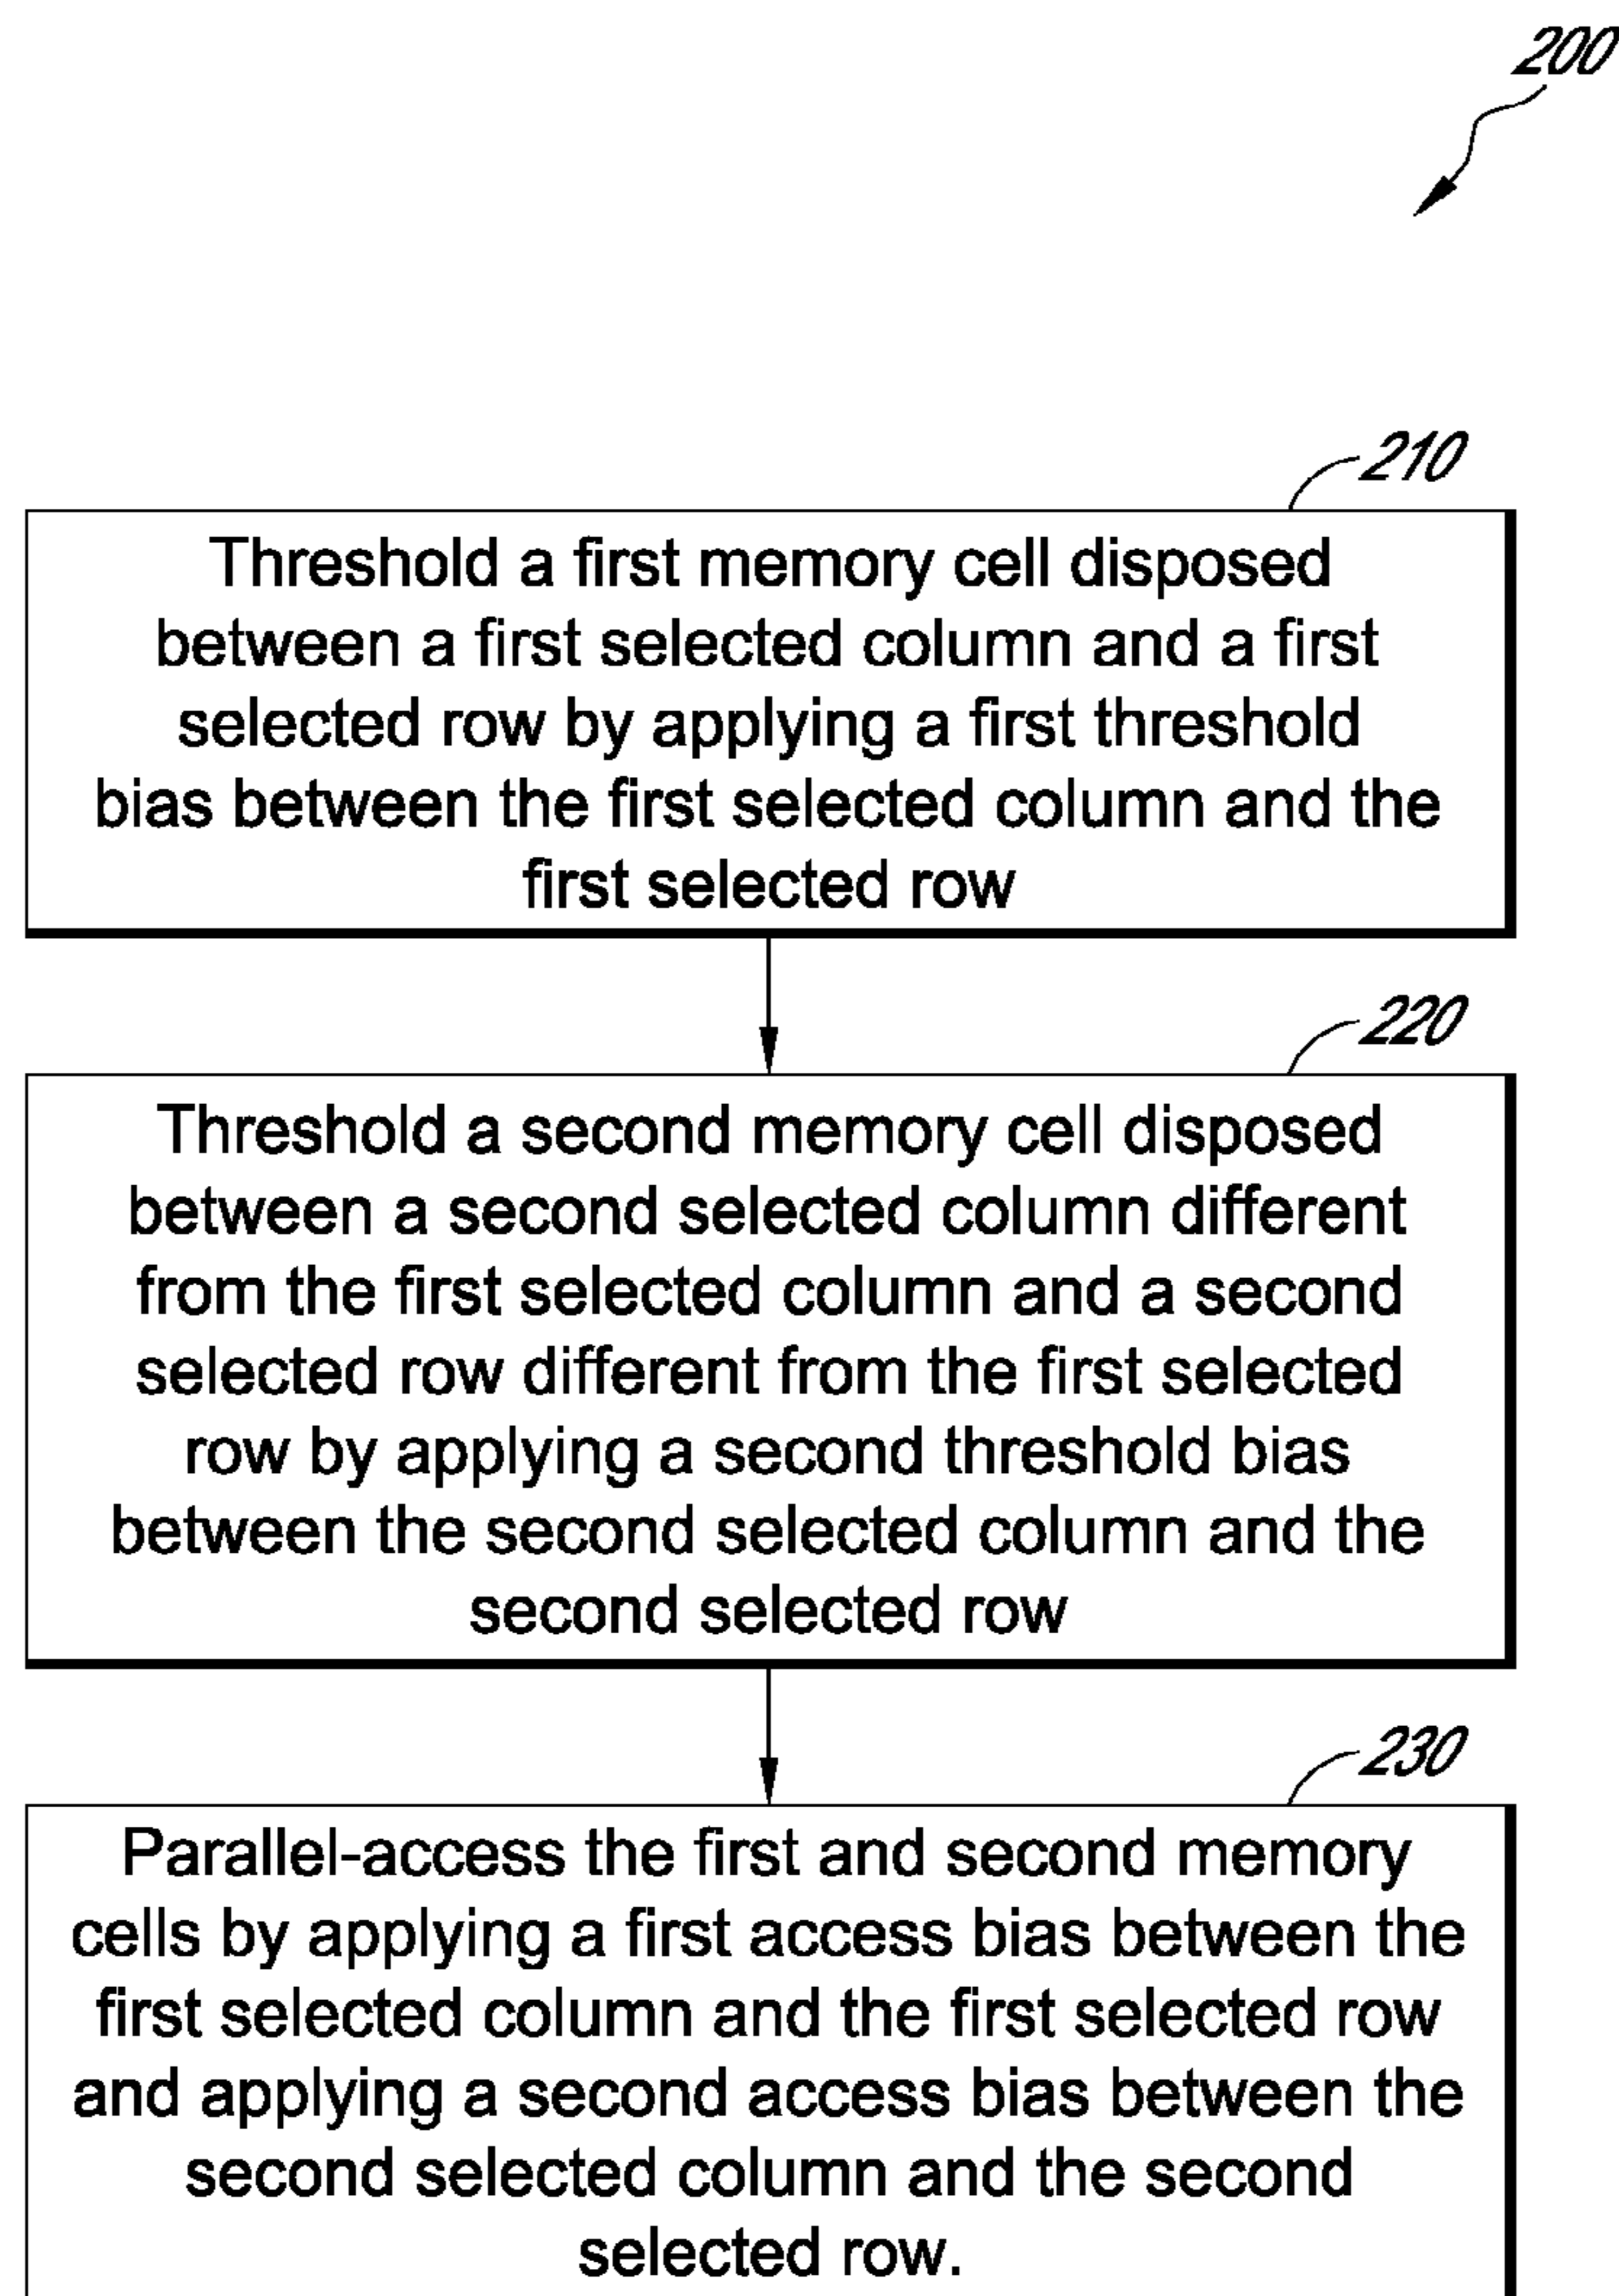 200
210
Threshold a first memory cell disposed
between a first selected column and a first
selected row by applying a first threshold
bias between the first selected column and the
first selected row
220
Threshold a second memory cell disposed
between a second selected column different
from the first selected column and a second
selected row different from the first selected
row by applying a second threshold bias
between the second selected column and the
second selected row
230
Parallel-access the first and second memory
cells by applying a first access bias between the
first selected column and the first selected row
and applying a second access bias between the
second selected column and the second
selected row.